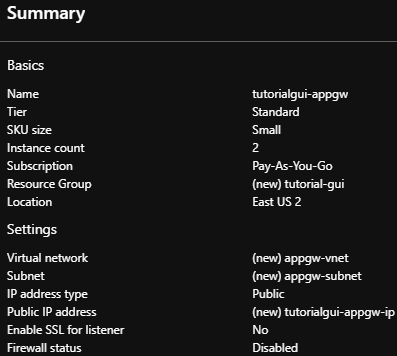 Summary
Basics
Name tutorialgui-appgw
Tier Standard
SKU size Small
Instance count 2
Subscription Pay-As-You-Go
Resource Group (new) tutorial-gui
Location East US 2
Settings
Virtual network (new) appgw-vnet
Subnet (new) appgw-subnet
IP address type Public
Public IP address (new) tutorialgui-appgw-ip
Enable SSL for listener No
Firewall status Disabled